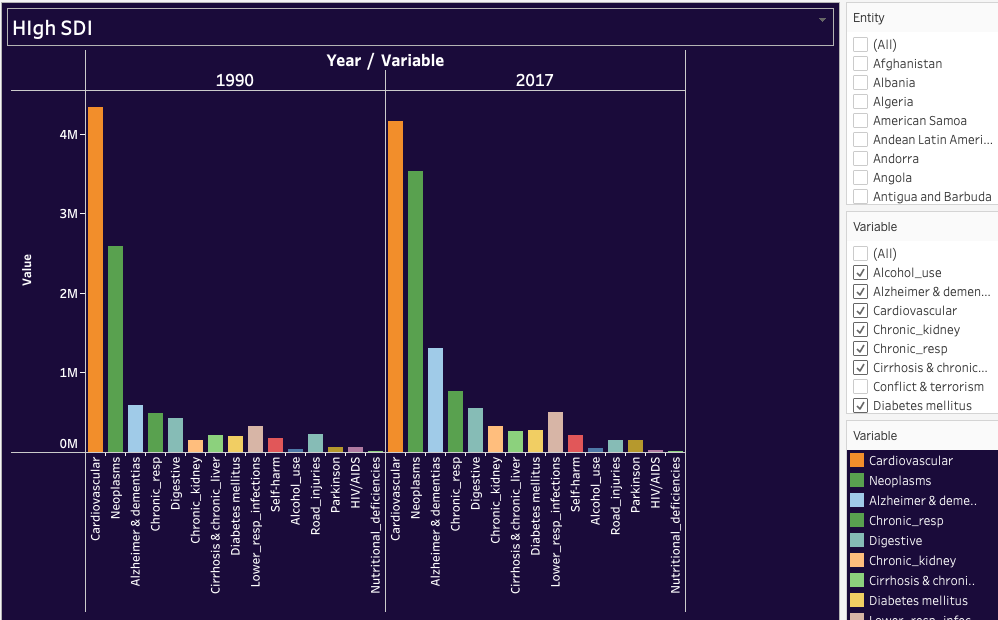 HIgh SDI
Year / Variable
1990
2017
Value
4M
3M
2M
1M
0M
Cardiovascular
Neoplasms
Alzheimer & dementias
Chronic_resp
Digestive
Chronic_kidney
Cirrhosis & chronic_liver
Diabetes mellitus
Lower_resp_infections
Self-harm
Alcohol_use
Road_injuries
Parkinson
HIV/AIDS
Nutritional_deficiencies
Cardiovascular
Neoplasms
Alzheimer & dementias
Chronic_resp
Digestive
Chronic_kidney
Cirrhosis & chronic_liver
Diabetes mellitus
Lower_resp_infections
Self-harm
Alcohol_use
Road_injuries
Parkinson
HIV/AIDS
Nutritional_deficiencies
Entity
(All)
Afghanistan
Albania
Algeria
American Samoa
Andean Latin Ameri...
Andorra
Angola
Antigua and Barbuda
Variable
(All)
Alcohol_use
Alzheimer & demen...
Cardiovascular
Chronic_kidney
Chronic_resp
Cirrhosis & chronic...
Conflict & terrorism
Diabetes mellitus
Variable
Cardiovascular
Neoplasms
Alzheimer & deme..
Chronic_resp
Digestive
Chronic_kidney
Cirrhosis & chroni..
Diabetes mellitus
Lower_resp_infec..